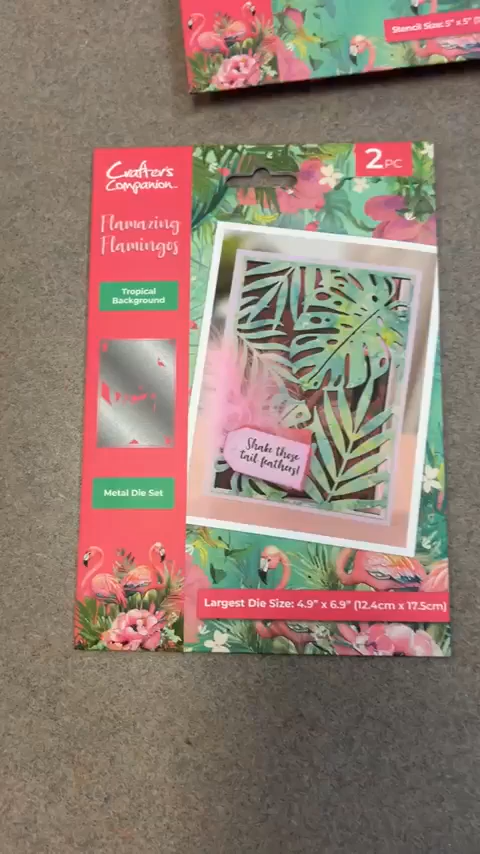 Stencil Size: 5" x 5"
Crafter's
Companion
2PC
Flamazing
Flamingos
Tropical
Background
Shake those
tail feathers!
Metal Die Set
Largest Die Size: 4.9" x 6.9" (12.4cm x 17.5cm)